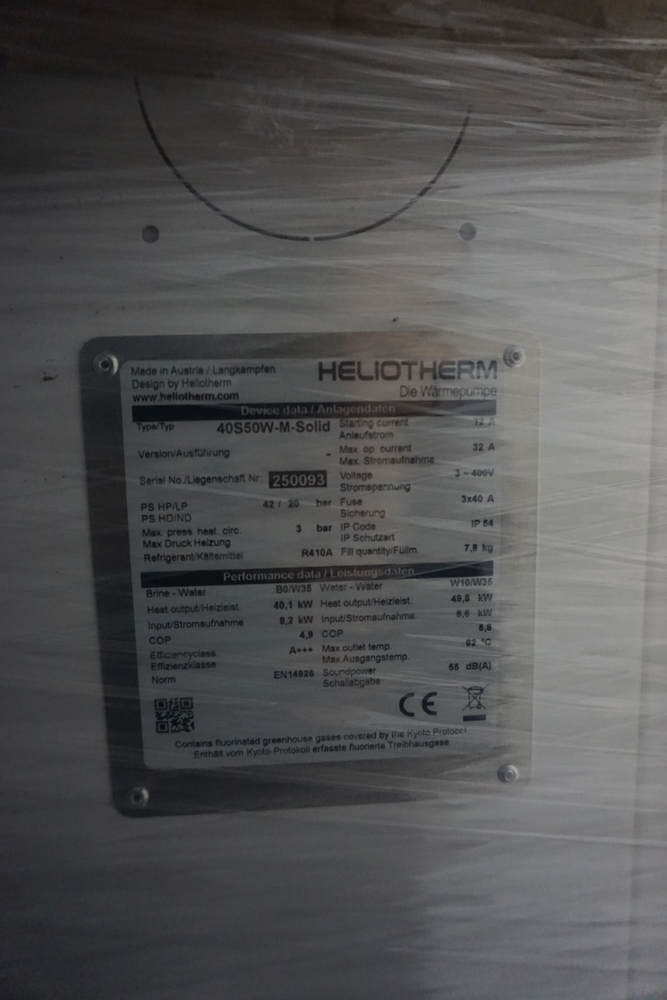 Made in Austria / Langkampfen
Design by Heliotherm
www.heliotherm.com
HELIOTHERM
Die Wärmepumpe
Device data / Anlagendaten
Type/Typ 40S50W-M-Solid
Version/Ausführung -
Serial No./Liegenschaft Nr: 250093
PS HP/LP 42 / 20 bar
PS HD/ND
Max. press. heat. circ. 3 bar
Max Druck Heizung
Refrigerant/Kältemittel R410A
Starting current 12 A
Anlaufstrom
Max. op. current 32 A
Max. Stromaufnahme
Voltage 3 ~ 400V
Stromspannung
Fuse 3x40 A
Sicherung
IP Code IP 54
IP Schutzart
Fill quantity/Füllm. 7,8 kg
Performance data / Leistungsdaten
Brine - Water B0/W35
Heat output/Heizleist. 40,1 kW
Input/Stromaufnahme 8,2 kW
COP 4,9
Efficiencyclass A+++
Effizienzklasse
Norm EN14825
Water - Water W10/W35
Heat output/Heizleist. 49,8 kW
Input/Stromaufnahme kW
COP
Max outlet temp. 62 °C
Max.Ausgangstemp.
Soundpower 55 dB(A)
Schallabgabe
CE
Contains fluorinated greenhouse gases covered by the Kyoto Protocol
Enthält vom Kyoto-Protokoll erfasste fluorierte Treibhausgase